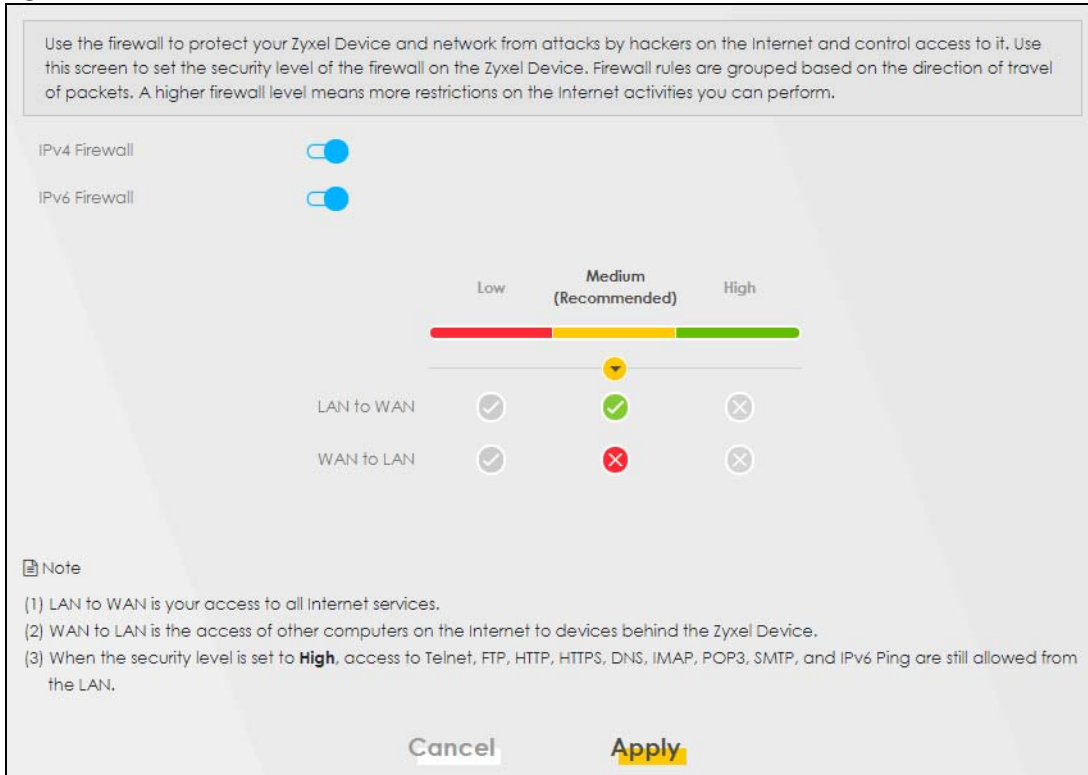 Use the firewall to protect your Zyxel Device and network from attacks by hackers on the Internet and control access to it. Use
this screen to set the security level of the firewall on the Zyxel Device. Firewall rules are grouped based on the direction of travel
of packets. A higher firewall level means more restrictions on the Internet activities you can perform.
IPv4 Firewall
IPv6 Firewall
Low
Medium
(Recommended)
High
LAN to WAN
WAN to LAN
Note
(1) LAN to WAN is your access to all Internet services.
(2) WAN to LAN is the access of other computers on the Internet to devices behind the Zyxel Device.
(3) When the security level is set to High, access to Telnet, FTP, HTTP, HTTPS, DNS, IMAP, POP3, SMTP, and IPv6 Ping are still allowed from
the LAN.
Cancel
Apply